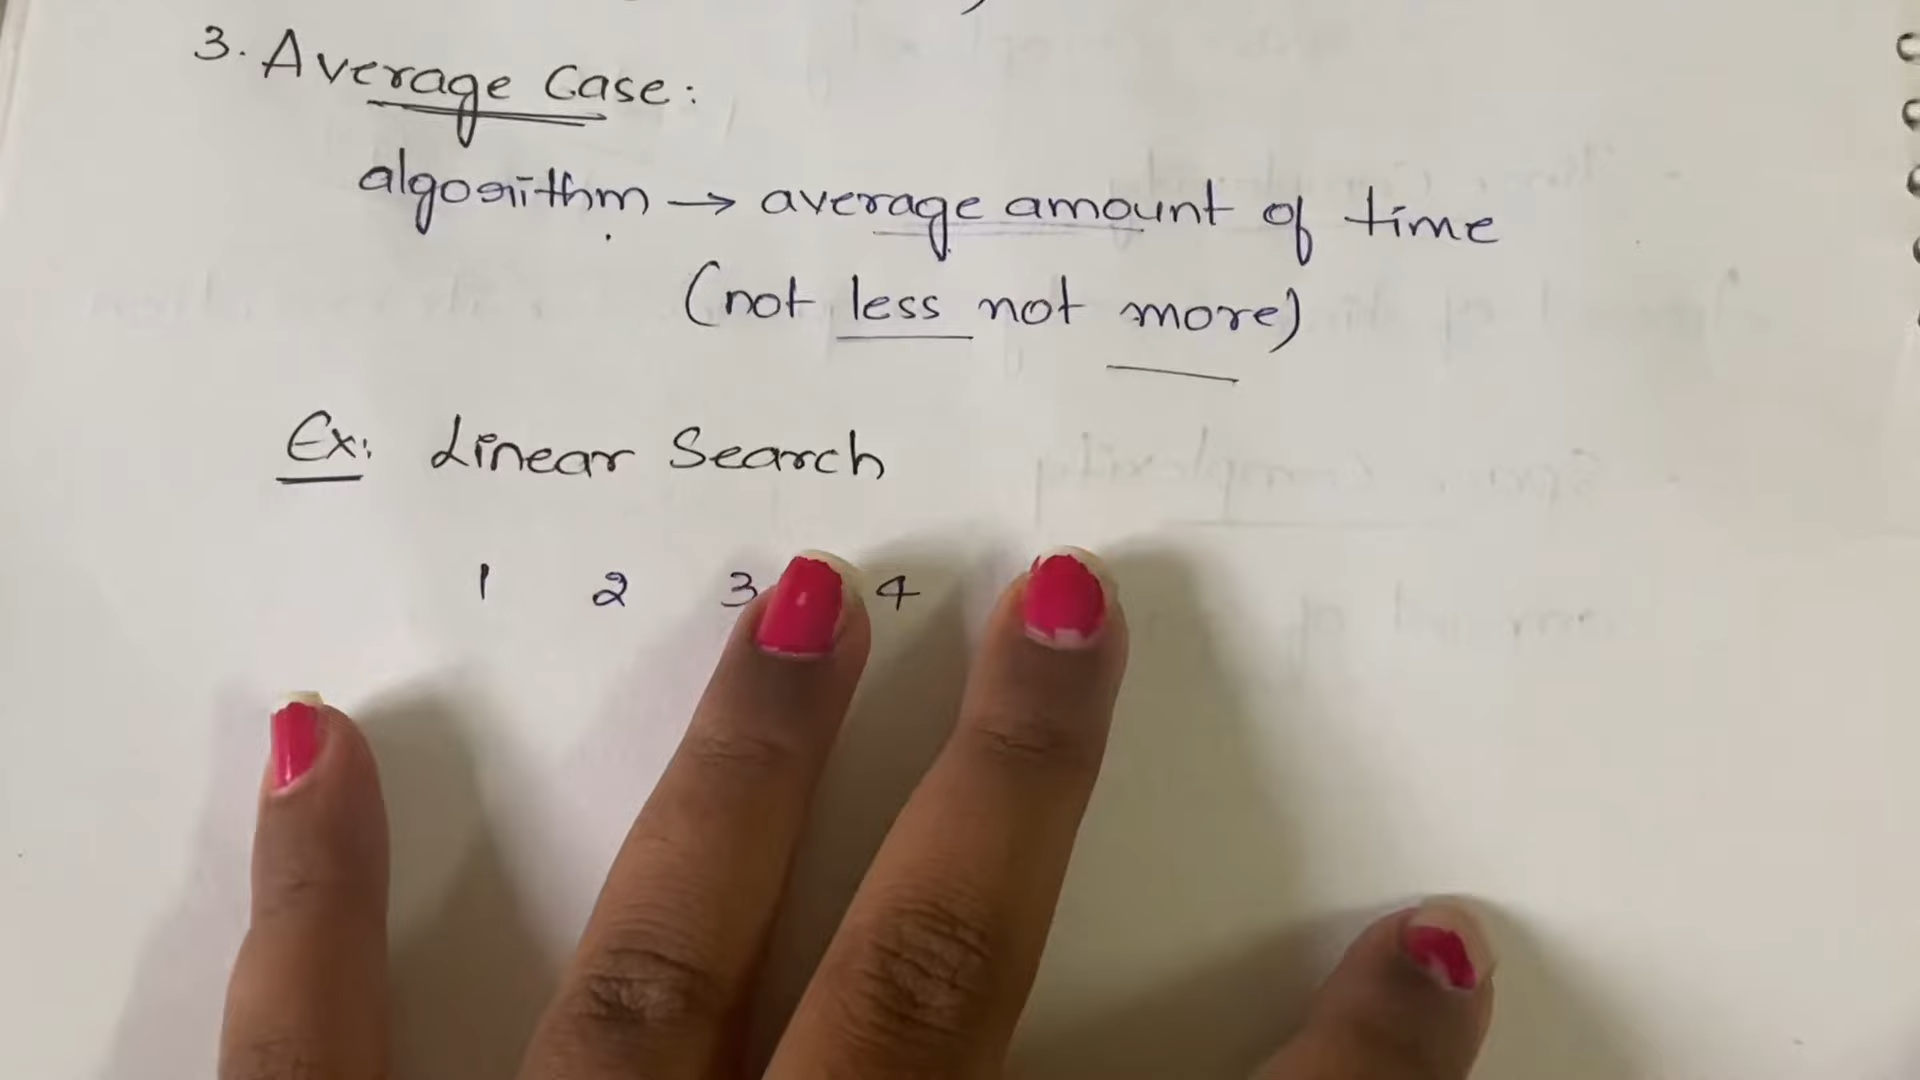 3. Average Case:
algorithm → average amount of time
(not less not more)
Ex: Linear Search
1 2 3 4